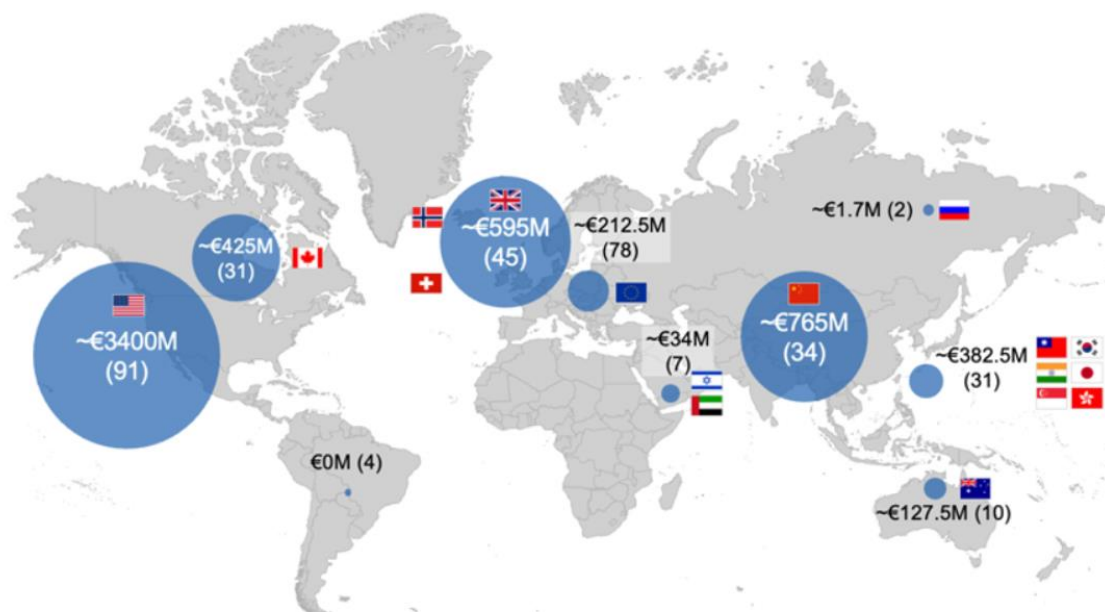 ~€425M
(31)
~€3400M
(91)
~€595M
(45)
~€212.5M
(78)
~€1.7M (2)
~€34M
(7)
~€765M
(34)
~€382.5M
(31)
€0M (4)
~€127.5M (10)